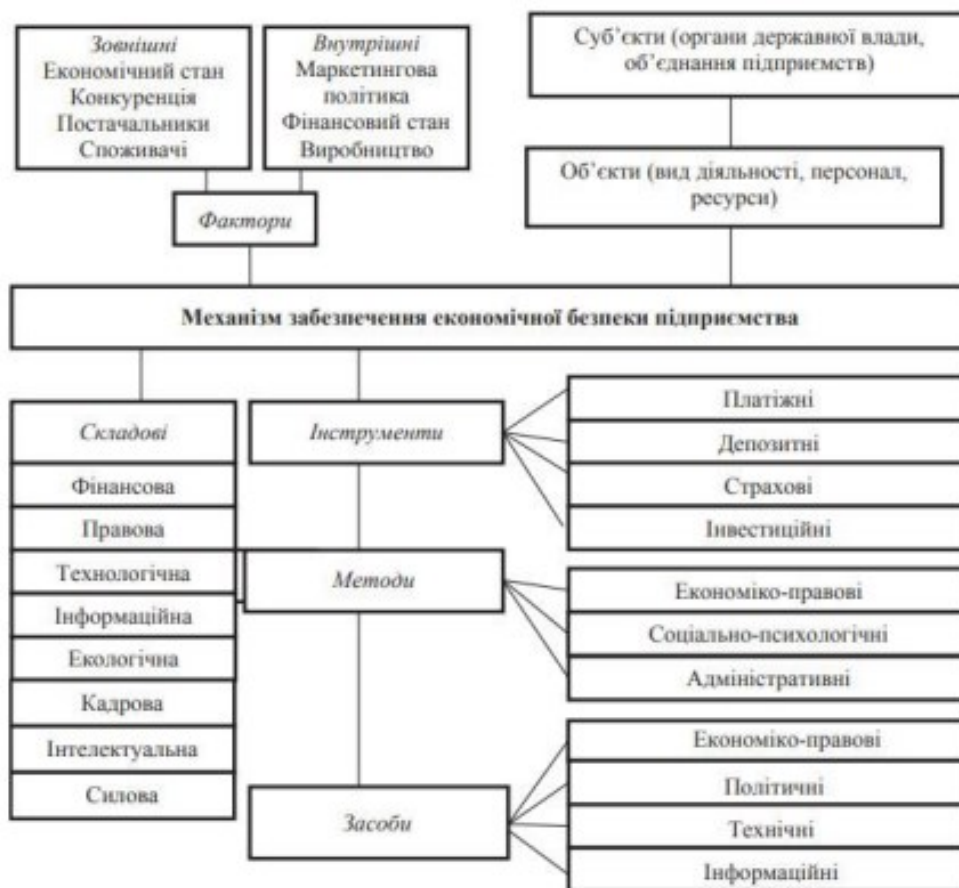 Зовнішні
Економічний стан
Конкуренція
Постачальники
Споживачі
Внутрішні
Маркетингова
політика
Фінансовий стан
Виробництво
Суб’єкти (органи державної влади,
об’єднання підприємств)
Об’єкти (вид діяльності, персонал,
ресурси)
Фактори
Механізм забезпечення економічної безпеки підприємства
Складові
Фінансова
Правова
Технологічна
Інформаційна
Екологічна
Кадрова
Інтелектуальна
Силова
Інструменти
Платіжні
Депозитні
Страхові
Інвестиційні
Методи
Економіко-правові
Соціально-психологічні
Адміністративні
Засоби
Економіко-правові
Політичні
Технічні
Інформаційні